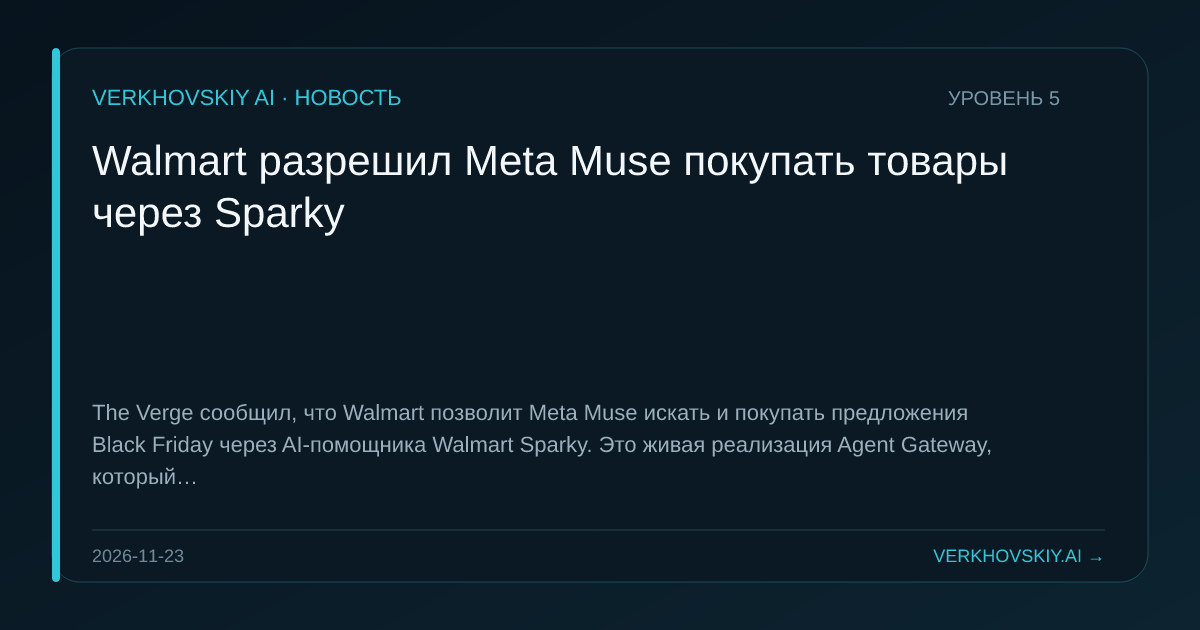 VERKHOVSKIY AI · НОВОСТЬ
УРОВЕНЬ 5
Walmart разрешил Meta Muse покупать товары
через Sparky
The Verge сообщил, что Walmart позволит Meta Muse искать и покупать предложения
Black Friday через AI-помощника Walmart Sparky. Это живая реализация Agent Gateway,
который…
2026-11-23
VERKHOVSKIY.AI →